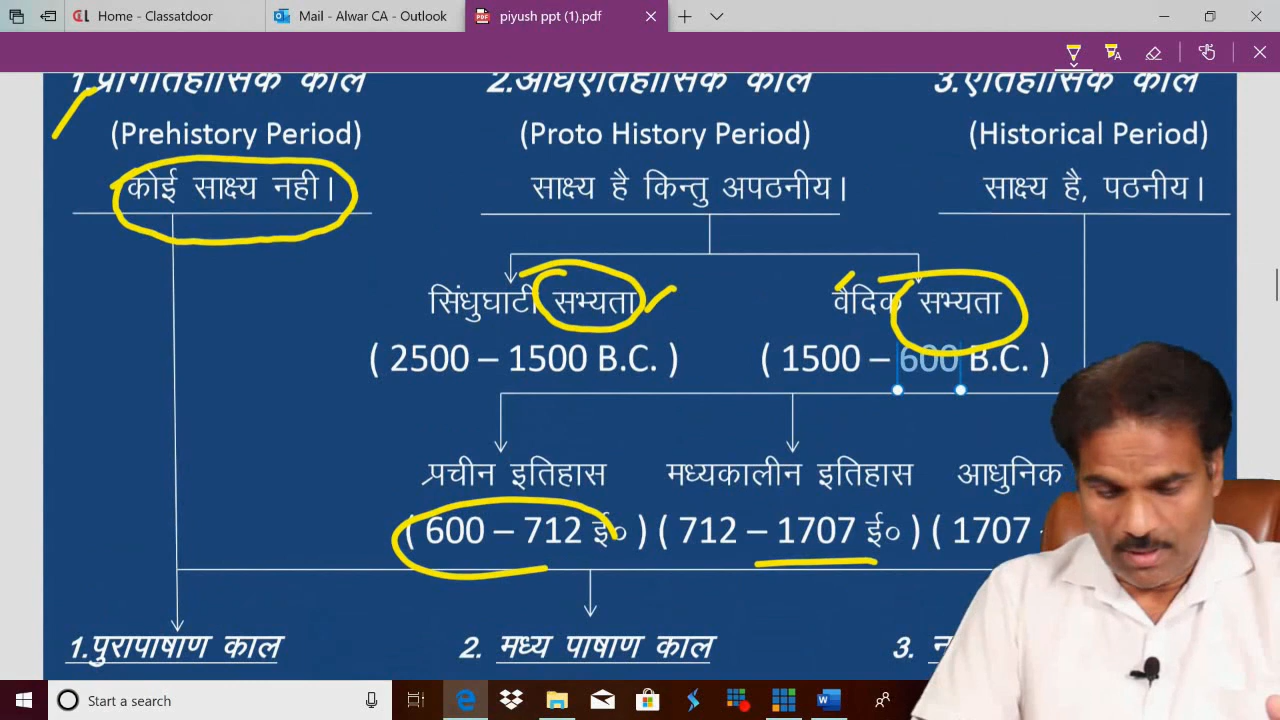 Home - Classatdoor
Mail - Alwar CA - Outlook
piyush ppt (1).pdf
1.प्रागैतिहासिक काल 2.आधऐतिहासिक काल 3.ऐतिहासिक काल
(Prehistory Period) (Proto History Period) (Historical Period)
कोई साक्ष्य नही। साक्ष्य है किन्तु अपठनीय। साक्ष्य है, पठनीय।
सिंधुघाटी सभ्यता वैदिक सभ्यता
( 2500 – 1500 B.C. ) ( 1500 – 600 B.C. )
प्रचीन इतिहास मध्यकालीन इतिहास आधुनिक
( 600 – 712 ई० ) ( 712 – 1707 ई० ) ( 1707
1.पुरापाषाण काल 2. मध्य पाषाण काल 3.
Start a search